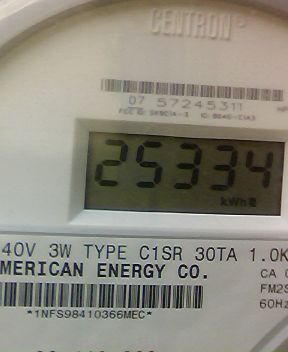 CENTRON®
07 57245311
25334
kWh
40V 3W TYPE C1SR 30TA 1.0K
MERICAN ENERGY CO.
CA
FM2S
60Hz
*1NFS98410366MEC*